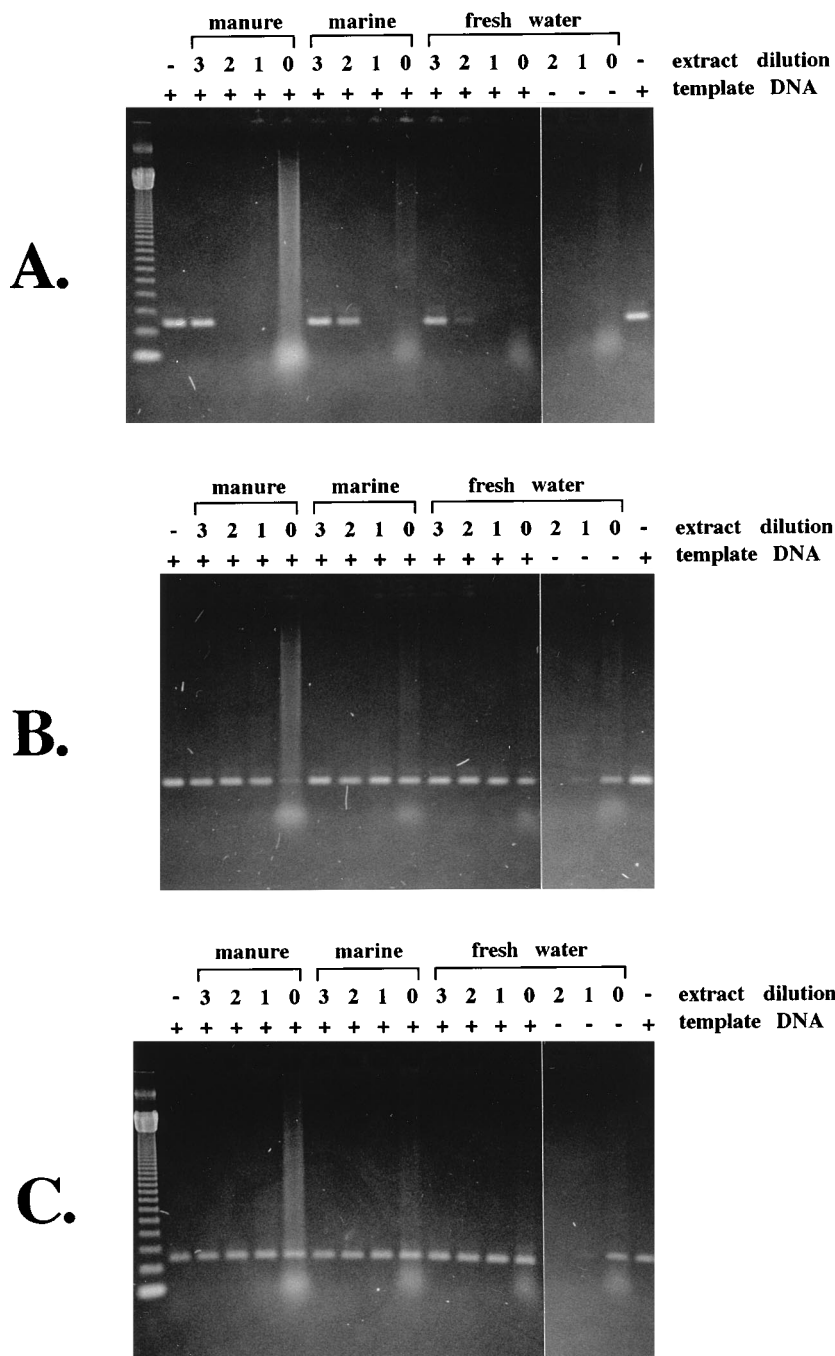 manure marine fresh water
- 3 2 1 0 3 2 1 0 3 2 1 0 2 1 0 extract dilution
+ + + + + + + + + + + + + - - - + template DNA
A.
manure marine fresh water
- 3 2 1 0 3 2 1 0 3 2 1 0 2 1 0 - extract dilution
+ + + + + + + + + + + + + - - - + template DNA
B.
manure marine fresh water
- 3 2 1 0 3 2 1 0 3 2 1 0 2 1 0 - extract dilution
+ + + + + + + + + + + + + - - - + template DNA
C.